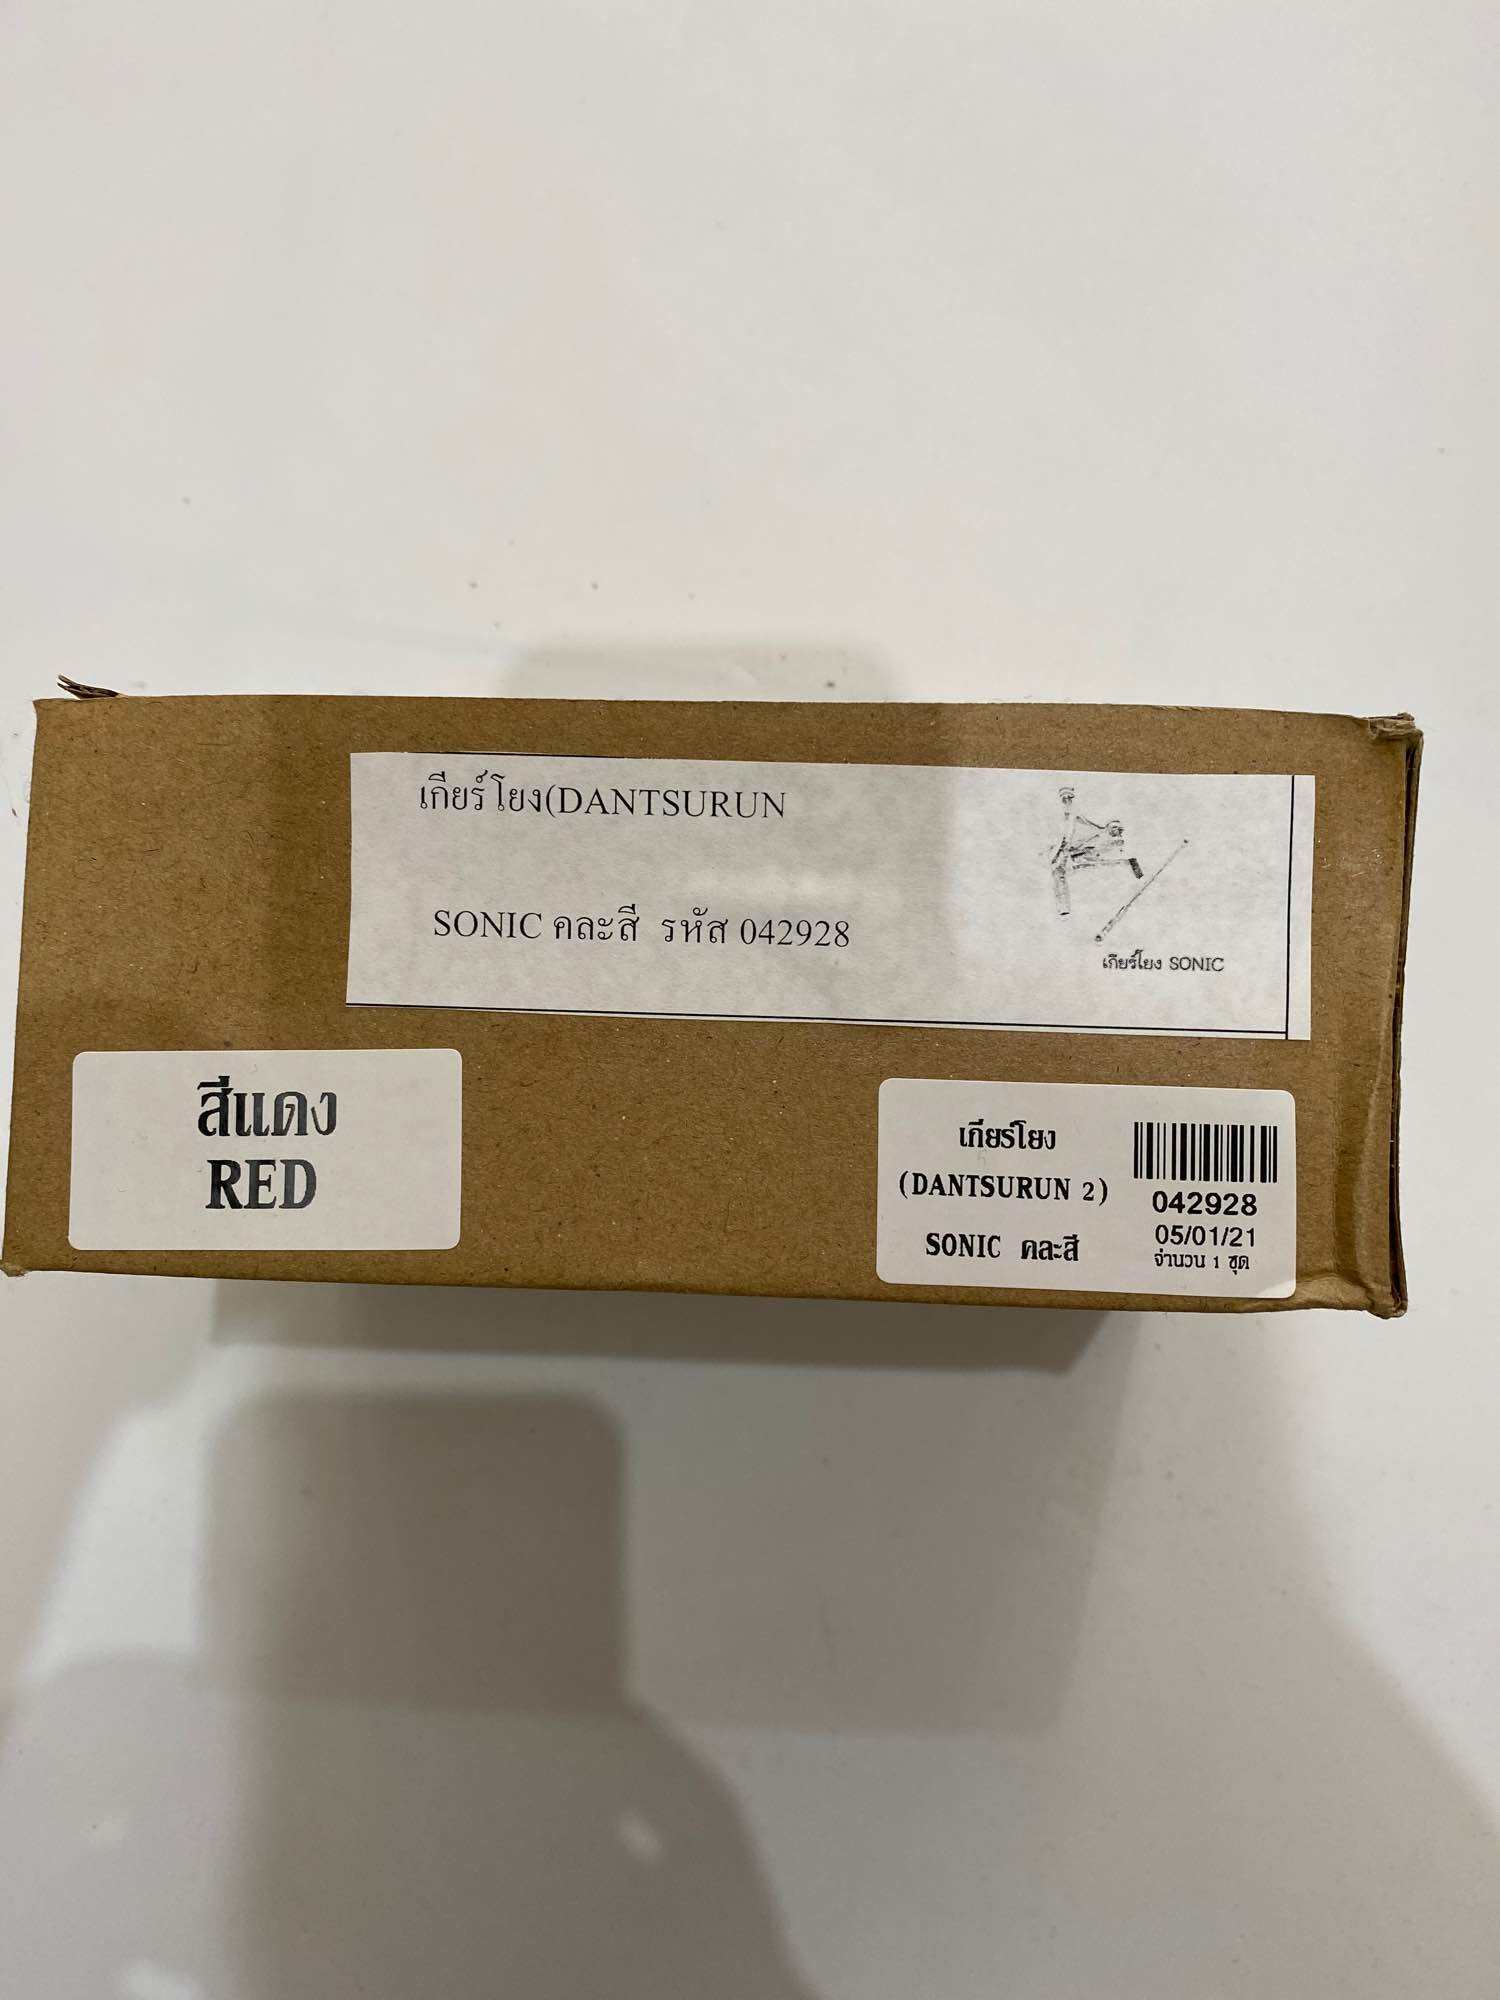 เกียร์โยง(DANTSURUN
SONIC คละสี รหัส 042928
เกียร์โยง SONIC
สีแดง
RED
เกียร์โยง
(DANTSURUN 2)
SONIC คละสี
042928
05/01/21
จำนวน 1 ชุด